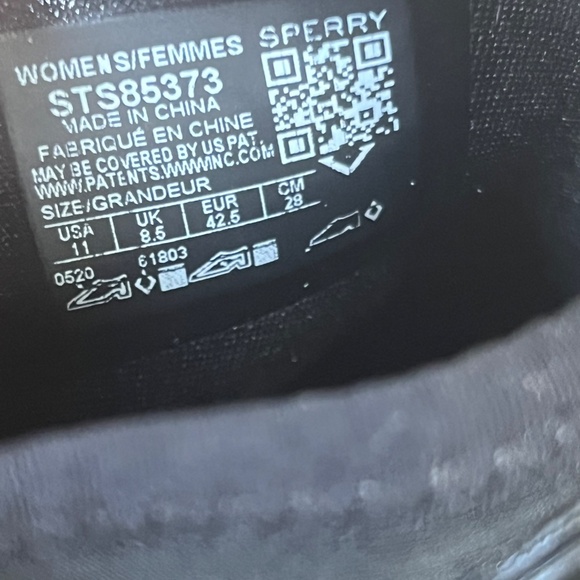 SPERRY
WOMENS/FEMMES
STS85373
MADE IN CHINA
FABRIQUÉ EN CHINE
MAY BE COVERED BY US PAT.
WWW.PATENTS.WWWINC.COM
SIZE/GRANDEUR
USA UK EUR CM
11 8.5 42.5 28
0520 61803